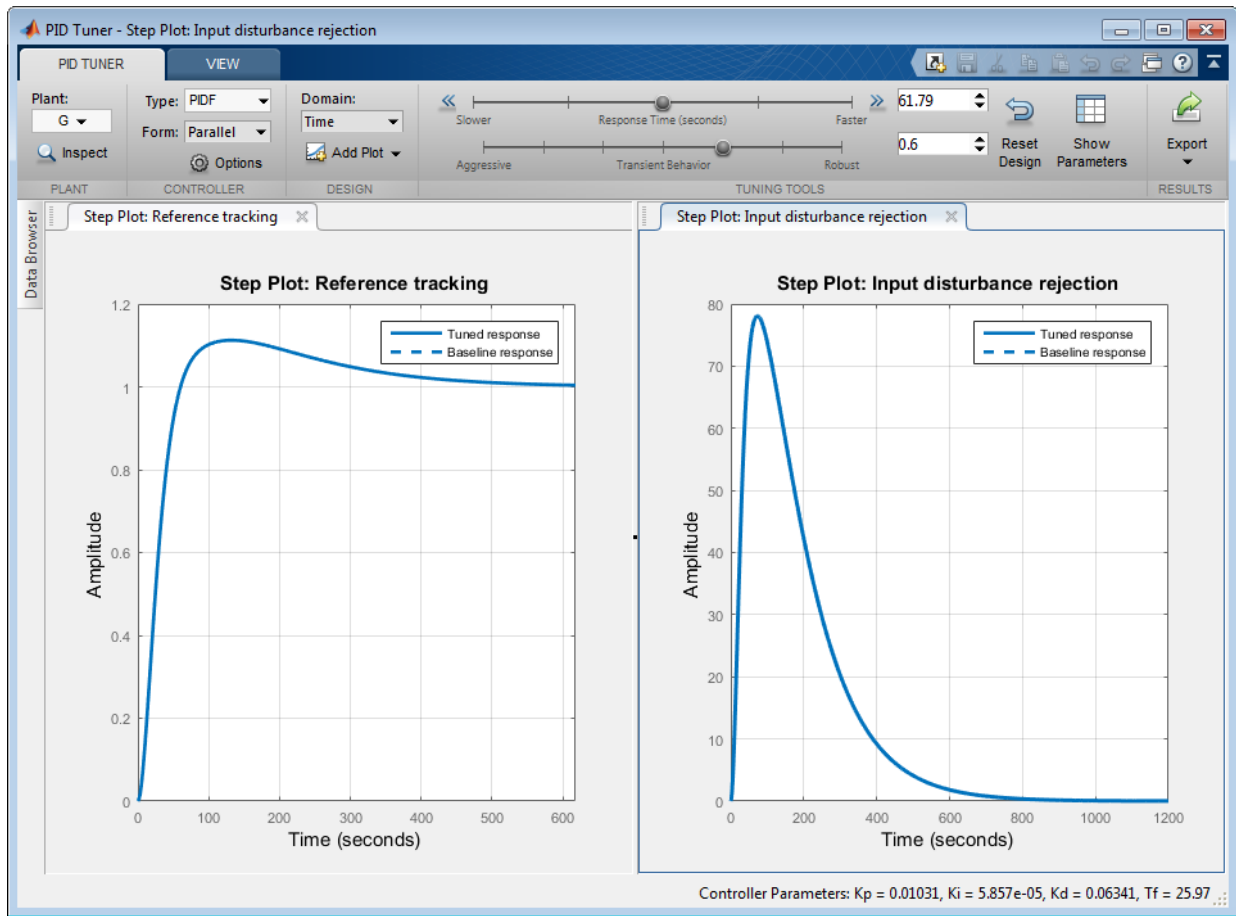 PID Tuner - Step Plot: Input disturbance rejection
PID TUNER
VIEW
Plant:
G
Inspect
PLANT
Type: PIDF
Form: Parallel
Options
CONTROLLER
Domain:
Time
Add Plot
DESIGN
Slower Response Time (seconds) Faster 61.79
Aggressive Transient Behavior Robust 0.6
Reset
Design
Show
Parameters
TUNING TOOLS
Export
RESULTS
Data Browser
Step Plot: Reference tracking
Step Plot: Reference tracking
Tuned response
Baseline response
Amplitude
1.2
1
0.8
0.6
0.4
0.2
0
0 100 200 300 400 500 600
Time (seconds)
Step Plot: Input disturbance rejection
Step Plot: Input disturbance rejection
Tuned response
Baseline response
Amplitude
80
70
60
50
40
30
20
10
0
0 200 400 600 800 1000 1200
Time (seconds)
Controller Parameters: Kp = 0.01031, Ki = 5.857e-05, Kd = 0.06341, Tf = 25.97